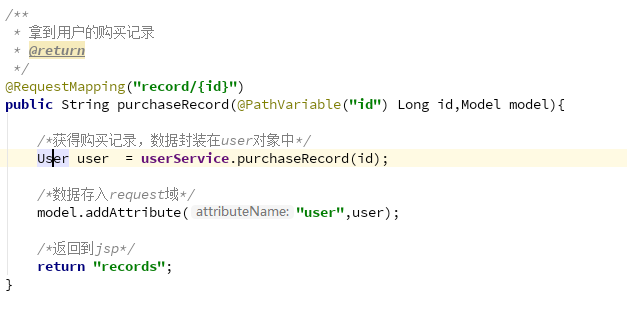 /**
 * 拿到用户的购买记录
 * @return
 */
@RequestMapping("record/{id}")
public String purchaseRecord(@PathVariable("id") Long id,Model model){
/*获得购买记录，数据封装在user对象中*/
User user  = userService.purchaseRecord(id);
/*数据存入request域*/
model.addAttribute( attributeName: "user",user);
/*返回到jsp*/
return "records";
}